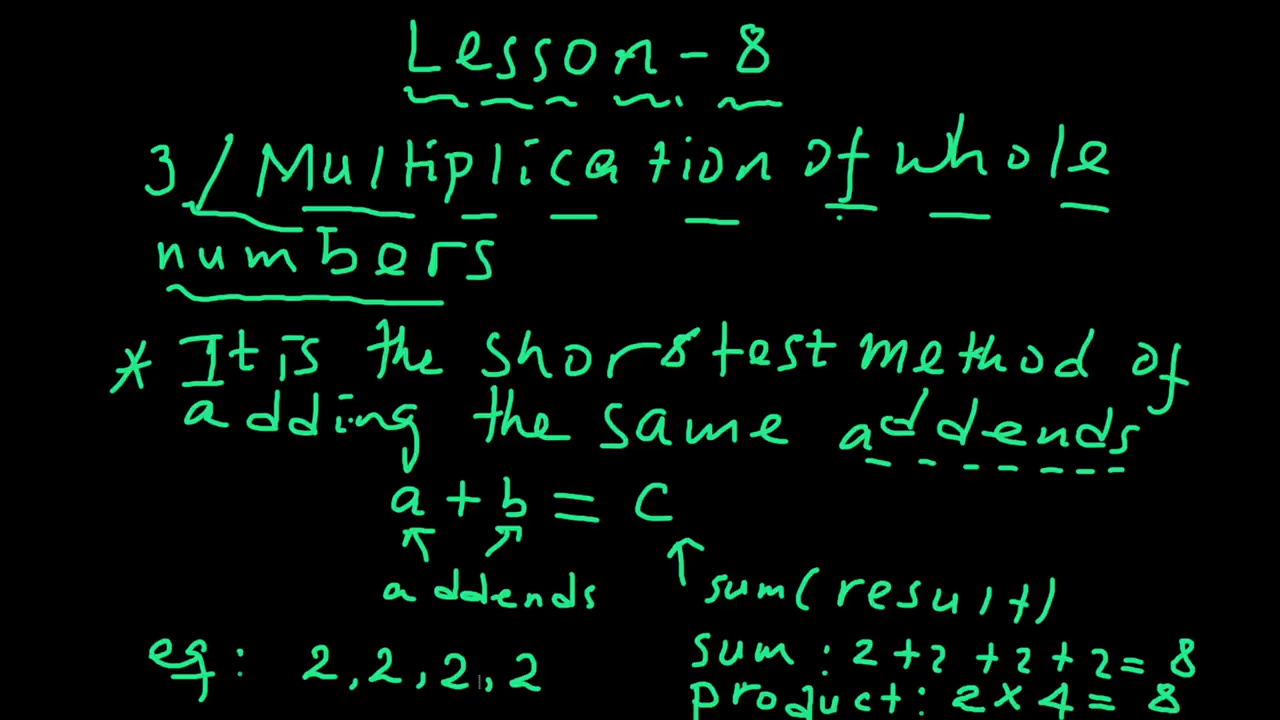 Lesson - 8
3/ Multiplication of whole
numbers
* It is the shorstest method of
adding the same addends
a + b = c
addends
sum (result)
eg: 2, 2, 2, 2
sum: 2 + 2 + 2 + 2 = 8
product: 2 × 4 = 8